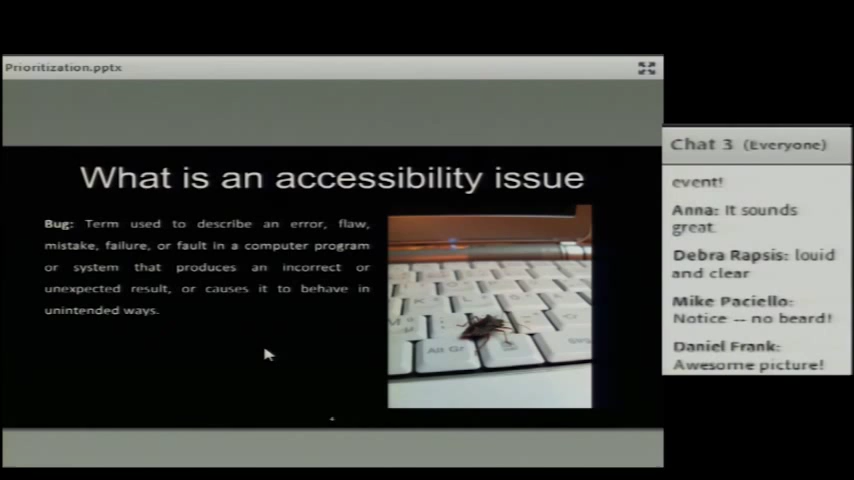 Prioritization.pptx
What is an accessibility issue
Bug: Term used to describe an error, flaw,
mistake, failure, or fault in a computer program
or system that produces an incorrect or
unexpected result, or causes it to behave in
unintended ways.
Alt Gr
Chat 3 (Everyone)
event!
Anna: It sounds
great.
Debra Rapsis: louid
and clear
Mike Paciello:
Notice -- no beard!
Daniel Frank:
Awesome picture!